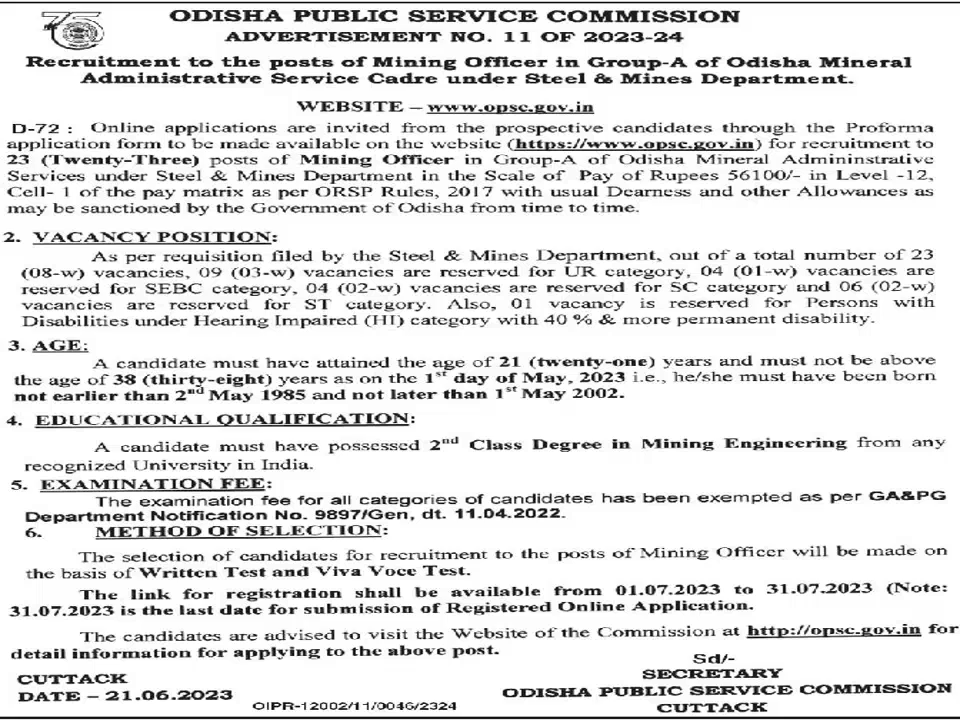 75
ODISHA PUBLIC SERVICE COMMISSION
ADVERTISEMENT NO. 11 OF 2023-24
Recruitment to the posts of Mining Officer in Group-A of Odisha Mineral
Administrative Service Cadre under Steel & Mines Department.
WEBSITE – www.opsc.gov.in
D-72 : Online applications are invited from the prospective candidates through the Proforma
application form to be made available on the website (https://www.opsc.gov.in) for recruitment to
23 (Twenty-Three) posts of Mining Officer in Group-A of Odisha Mineral Admininstrative
Services under Steel & Mines Department in the Scale of Pay of Rupees 56100/- in Level -12,
Cell- 1 of the pay matrix as per ORSP Rules, 2017 with usual Dearness and other Allowances as
may be sanctioned by the Government of Odisha from time to time.
2. VACANCY POSITION:
As per requisition filed by the Steel & Mines Department, out of a total number of 23
(08-w) vacancies, 09 (03-w) vacancies are reserved for UR category, 04 (01-w) vacancies are
reserved for SEBC category, 04 (02-w) vacancies are reserved for SC category and 06 (02-w)
vacancies are reserved for ST category. Also, 01 vacancy is reserved for Persons with
Disabilities under Hearing Impaired (HI) category with 40 % & more permanent disability.
3. AGE:
A candidate must have attained the age of 21 (twenty-one) years and must not be above
the age of 38 (thirty-eight) years as on the 1st day of May, 2023 i.e., he/she must have been born
not earlier than 2nd May 1985 and not later than 1st May 2002.
4. EDUCATIONAL QUALIFICATION:
A candidate must have possessed 2nd Class Degree in Mining Engineering from any
recognized University in India.
5. EXAMINATION FEE:
The examination fee for all categories of candidates has been exempted as per GA&PG
Department Notification No. 9897/Gen, dt. 11.04.2022.
6. METHOD OF SELECTION:
The selection of candidates for recruitment to the posts of Mining Officer will be made on
the basis of Written Test and Viva Voce Test.
The link for registration shall be available from 01.07.2023 to 31.07.2023 (Note:
31.07.2023 is the last date for submission of Registered Online Application.
The candidates are advised to visit the Website of the Commission at http://opsc.gov.in for
detail information for applying to the above post.
Sd/-
SECRETARY
ODISHA PUBLIC SERVICE COMMISSION
CUTTACK
CUTTACK
DATE – 21.06.2023
OIPR-12002/11/0046/2324